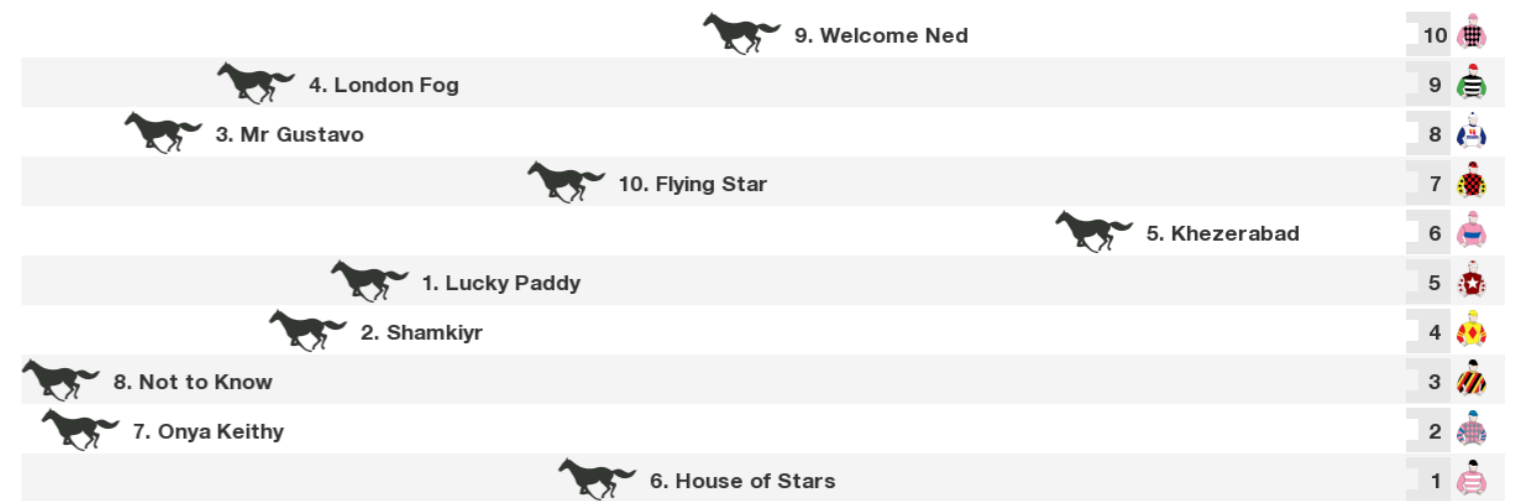 9. Welcome Ned 10
4. London Fog 9
3. Mr Gustavo 8
10. Flying Star 7
5. Khezerabad 6
1. Lucky Paddy 5
2. Shamkiyr 4
8. Not to Know 3
7. Onya Keithy 2
6. House of Stars 1